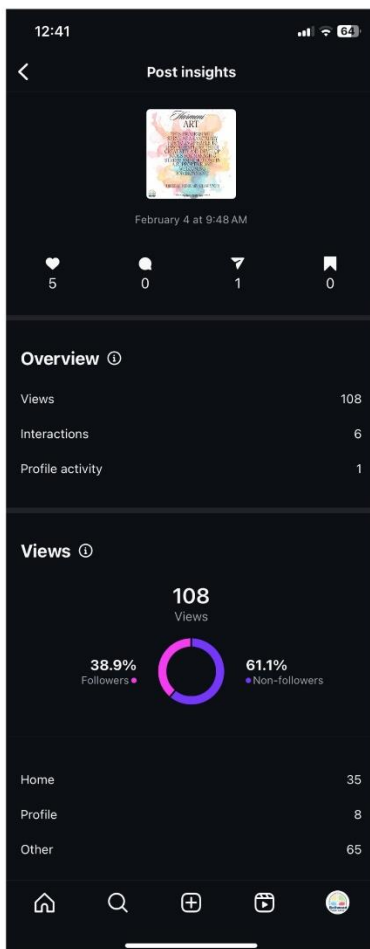 12:41
64
Post insights
Harmoni
ART
February 4 at 9:48 AM
5
0
1
0
Overview
Views
108
Interactions
6
Profile activity
1
Views
108
Views
38.9%
Followers
61.1%
Non-followers
Home
35
Profile
8
Other
65